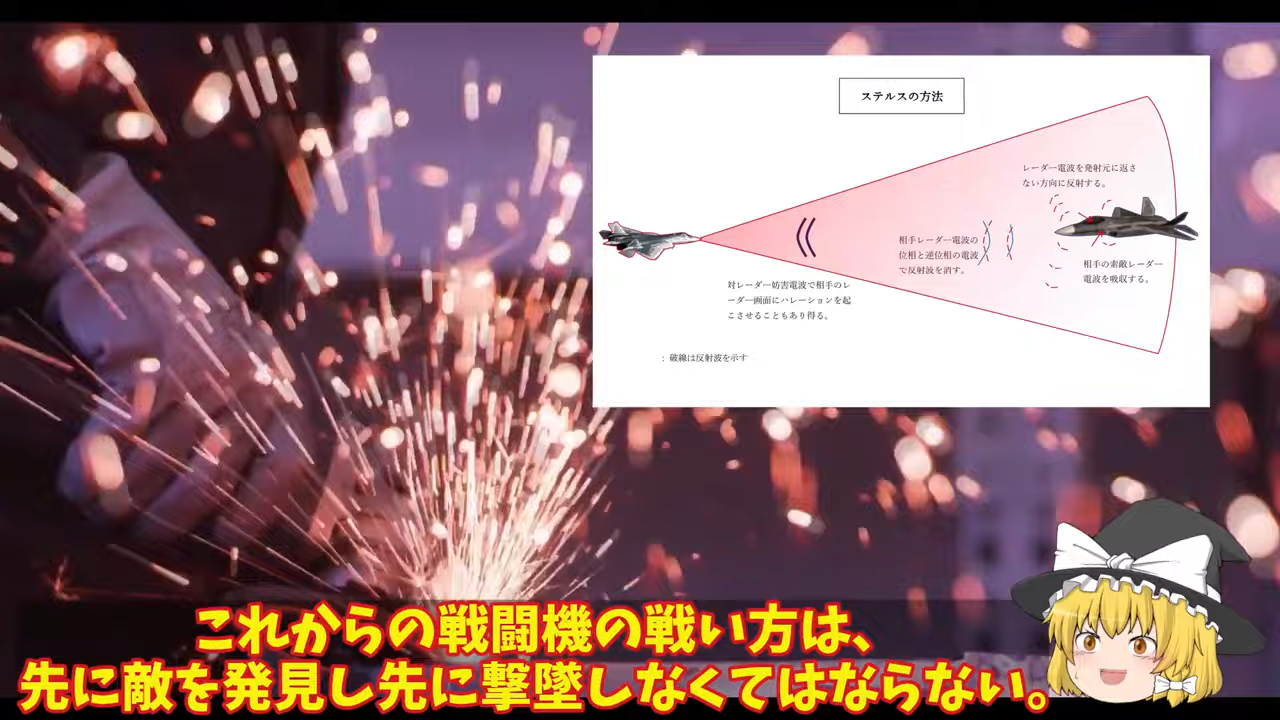 ステルスの方法
レーダー電波を発射元に返さ
ない方向に反射する。
相手レーダー電波の
位相と逆位相の電波
で反射波を消す。
相手の索敵レーダー
電波を吸収する。
対レーダー妨害電波で相手のレ
ーダー画面にハレーションを起
こさせることもあり得る。
：破線は反射波を示す
これからの戦闘機の戦い方は、
先に敵を発見し先に撃墜しなくてはならない。